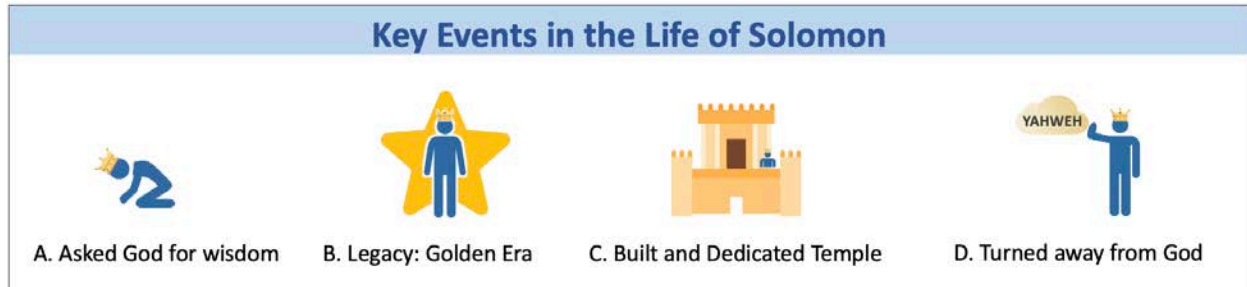 Key Events in the Life of Solomon
YAHWEH
A. Asked God for wisdom
B. Legacy: Golden Era
C. Built and Dedicated Temple
D. Turned away from God